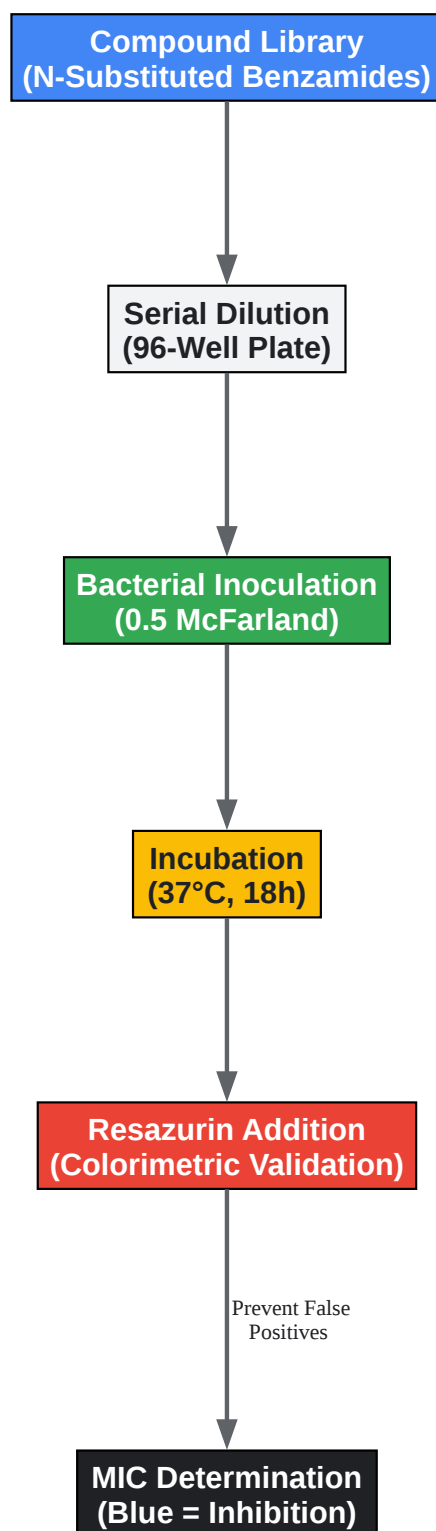 Compound Library
(N-Substituted Benzamides)
Serial Dilution
(96-Well Plate)
Bacterial Inoculation
(0.5 McFarland)
Incubation
(37°C, 18h)
Resazurin Addition
(Colorimetric Validation)
Prevent False
Positives
MIC Determination
(Blue = Inhibition)